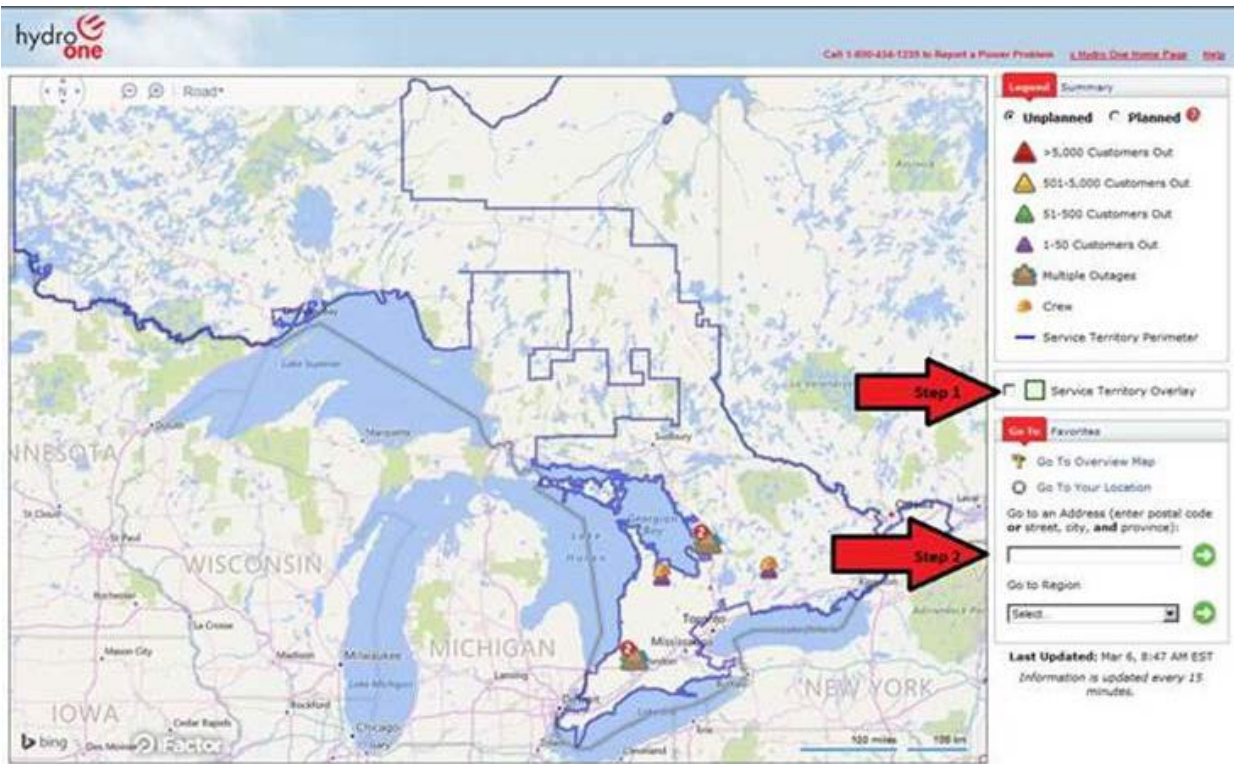 hydro
one
Call 1-800-434-1235 to Report a Power Problem
Hydro One Home Page
Help
N
Road
Legend
Summary
Unplanned
Planned
?
>5,000 Customers Out
501-5,000 Customers Out
51-500 Customers Out
1-50 Customers Out
Multiple Outages
Crew
Service Territory Perimeter
Step 1
Service Territory Overlay
Go To
Favorites
Go To Overview Map
Go To Your Location
Go to an Address (enter postal code
or street, city, and province):
Step 2
Go to Region
Select...
Last Updated: Mar 6, 8:47 AM EST
Information is updated every 15
minutes.
Lake Superior
Duluth
Marquette
Sudbury
Ottawa
Laval
St Cloud
St Paul
WISCONSIN
Georgian
Bay
2
Rochester
La Crosse
Kingston
Toronto
Mason City
Madison
Milwaukee
MICHIGAN
Lansing
2
Lake Michigan
Rockford
Chicago
Gary
Buffalo
NEW YORK
Erie
IOWA
Cedar Rapids
Des Moines
Cleveland
bing
Factor
100 miles
100 km